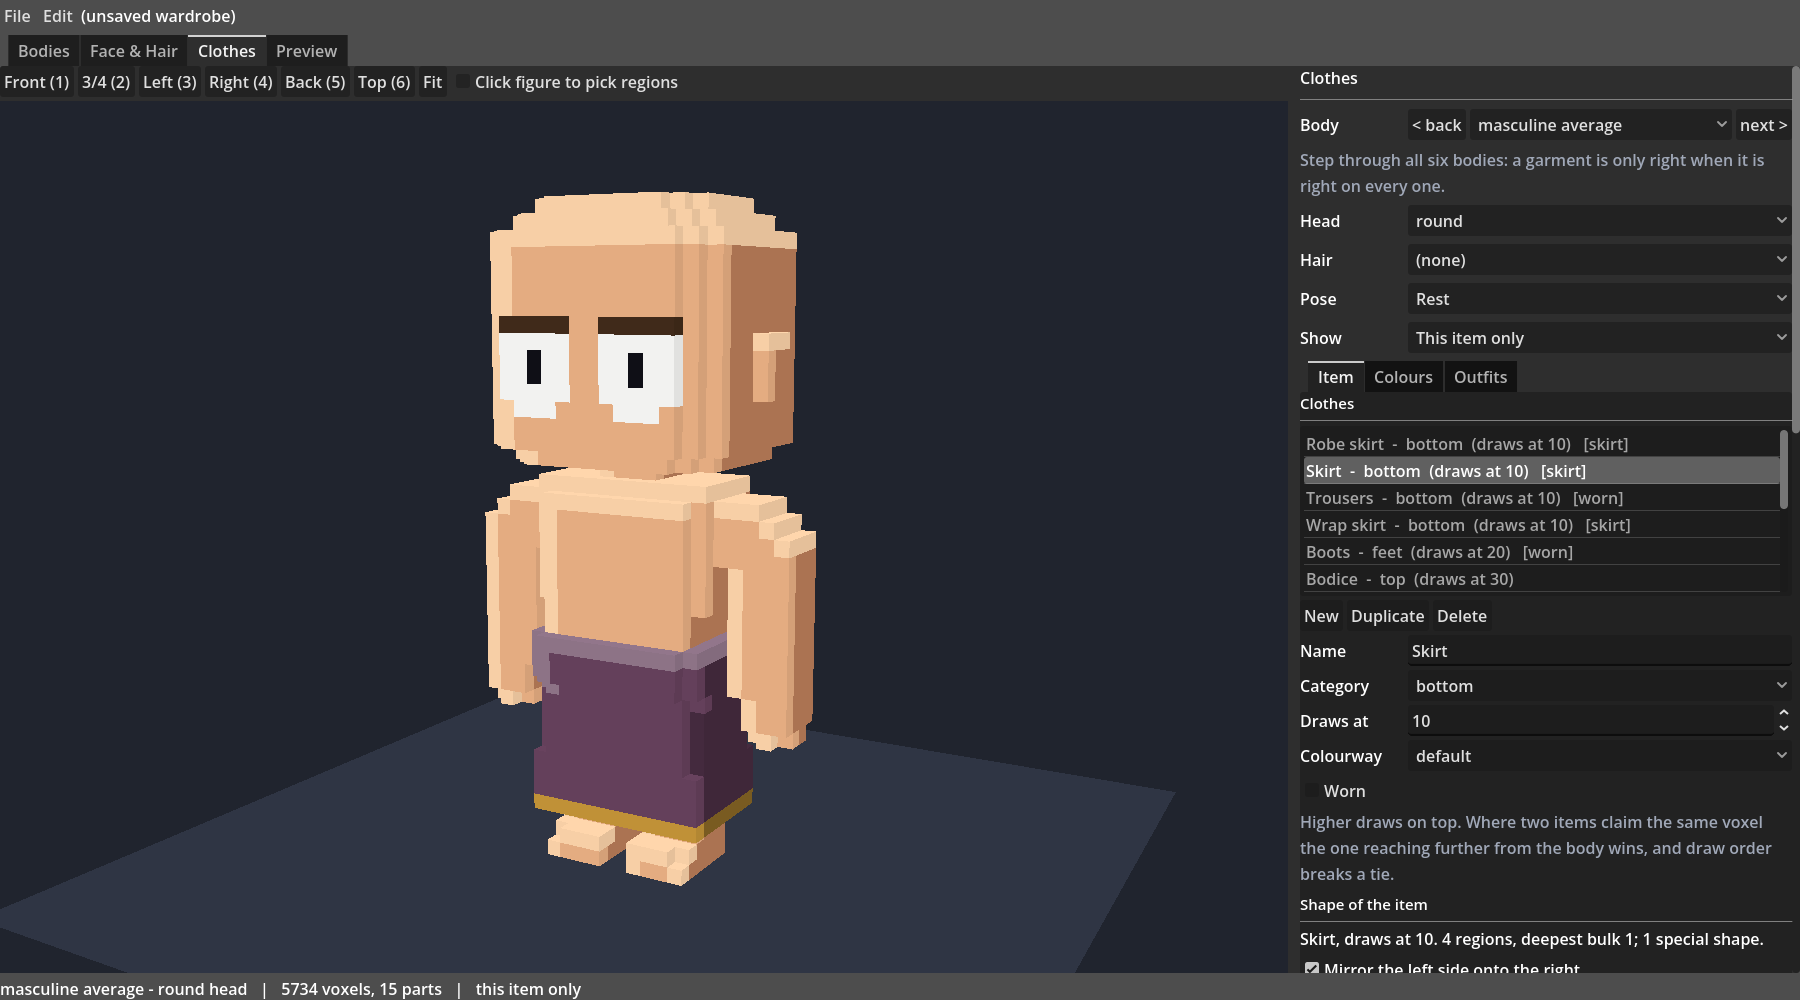 File Edit (unsaved wardrobe)
Bodies Face & Hair Clothes Preview
Front (1) 3/4 (2) Left (3) Right (4) Back (5) Top (6) Fit Click figure to pick regions
Clothes
Body < back masculine average next >
Step through all six bodies: a garment is only right when it is
right on every one.
Head round
Hair (none)
Pose Rest
Show This item only
Item Colours Outfits
Clothes
Robe skirt - bottom (draws at 10) [skirt]
Skirt - bottom (draws at 10) [skirt]
Trousers - bottom (draws at 10) [worn]
Wrap skirt - bottom (draws at 10) [skirt]
Boots - feet (draws at 20) [worn]
Bodice - top (draws at 30)
New Duplicate Delete
Name Skirt
Category bottom
Draws at 10
Colourway default
Worn
Higher draws on top. Where two items claim the same voxel
the one reaching further from the body wins, and draw order
breaks a tie.
Shape of the item
Skirt, draws at 10. 4 regions, deepest bulk 1; 1 special shape.
Mirror the left side onto the right
masculine average - round head | 5734 voxels, 15 parts | this item only